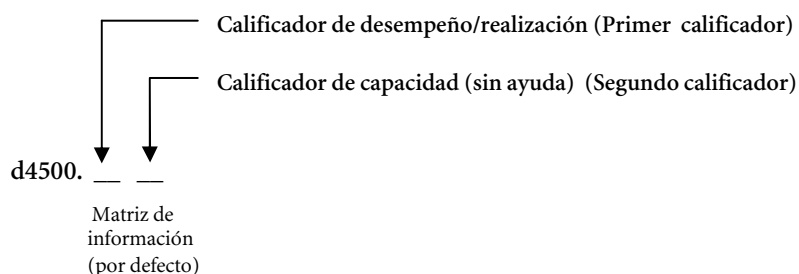 Calificador de desempeño/realización (Primer calificador)
Calificador de capacidad (sin ayuda) (Segundo calificador)
d4500. __ __
Matriz de
información
(por defecto)